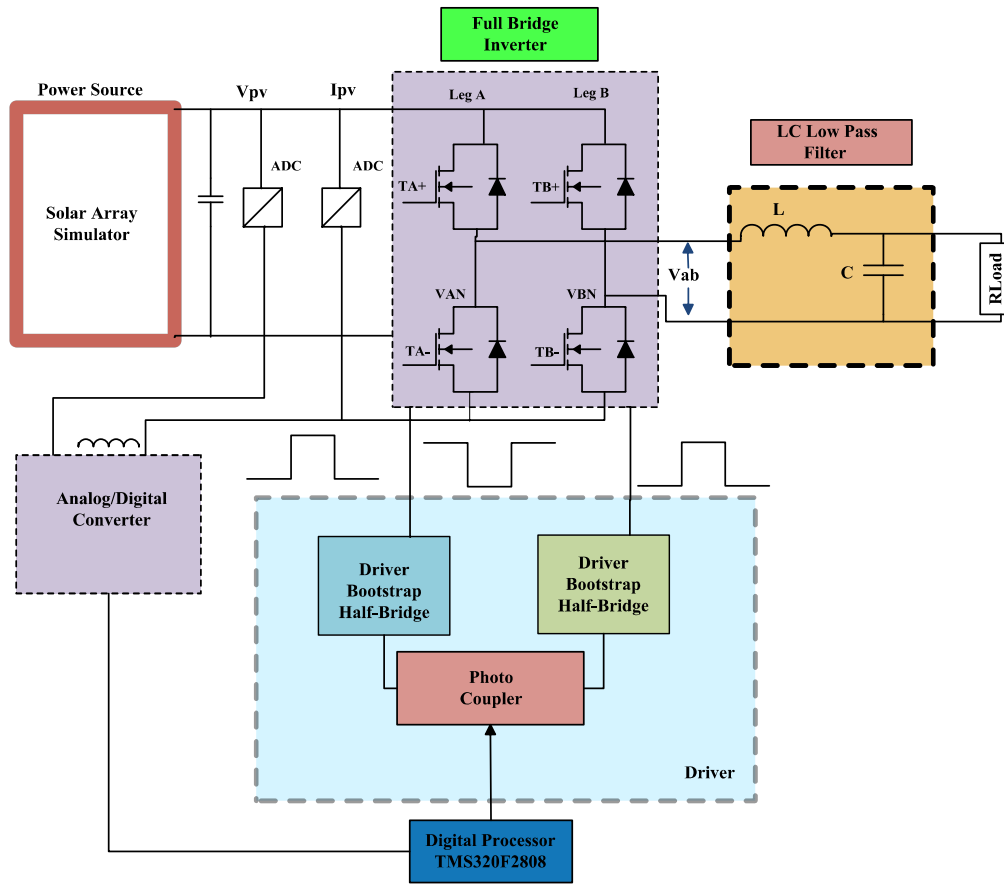 Full Bridge
Inverter
Power Source
Vpv
Ipv
Leg A
Leg B
LC Low Pass
Filter
ADC
ADC
TA+
TB+
Solar Array
Simulator
L
Vab
C
RLoad
VAN
VBN
TA-
TB-
Analog/Digital
Converter
Driver
Bootstrap
Half-Bridge
Driver
Bootstrap
Half-Bridge
Photo
Coupler
Driver
Digital Processor
TMS320F2808